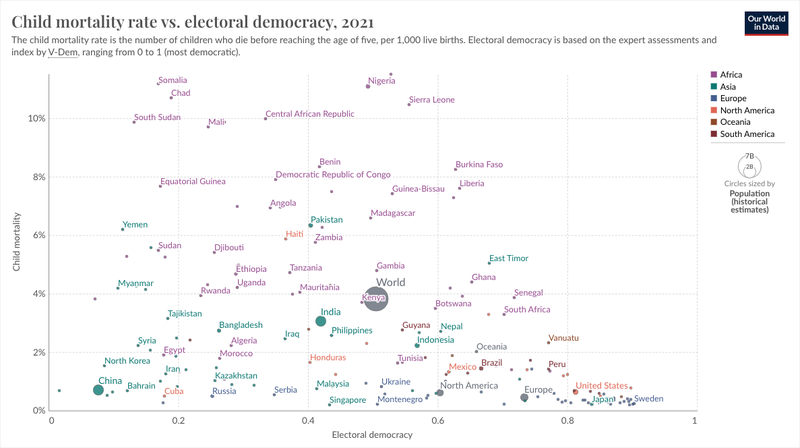 Child mortality rate vs. electoral democracy, 2021
Our World
in Data
The child mortality rate is the number of children who die before reaching the age of five, per 1,000 live births. Electoral democracy is based on the expert assessments and
index by V-Dem, ranging from 0 to 1 (most democratic).
Somalia
Nigeria
Africa
Chad
Asia
Sierra Leone
Europe
South Sudan
Mali
Central African Republic
North America
10%
Oceania
South America
Benin
Burkina Faso
7B
2B
8%
Equatorial Guinea
Democratic Republic of Congo
Guinea-Bissau
Liberia
Circles sized by
Population
(historical
estimates)
Angola
Madagascar
Yemen
Pakistan
6%
Haiti
Zambia
Sudan
Djibouti
East Timor
Ethiopia
Tanzania
Gambia
Myanmar
Uganda
World
Ghana
4%
Rwanda
Mauritania
Kenya
Senegal
Botswana
South Africa
Tajikistan
India
Bangladesh
Philippines
Guyana
Nepal
Syria
Algeria
Iraq
Indonesia
Vanuatu
2%
Egypt
Morocco
Honduras
Tunisia
Oceania
North Korea
Iran
Mexico
Brazil
Peru
China
Bahrain
Kazakhstan
Malaysia
Ukraine
North America
Europe
United States
Cuba
Russia
Serbia
Singapore
Montenegro
Japan
Sweden
0%
0.2
0.4
0.6
0.8
1
Child mortality
Electoral democracy